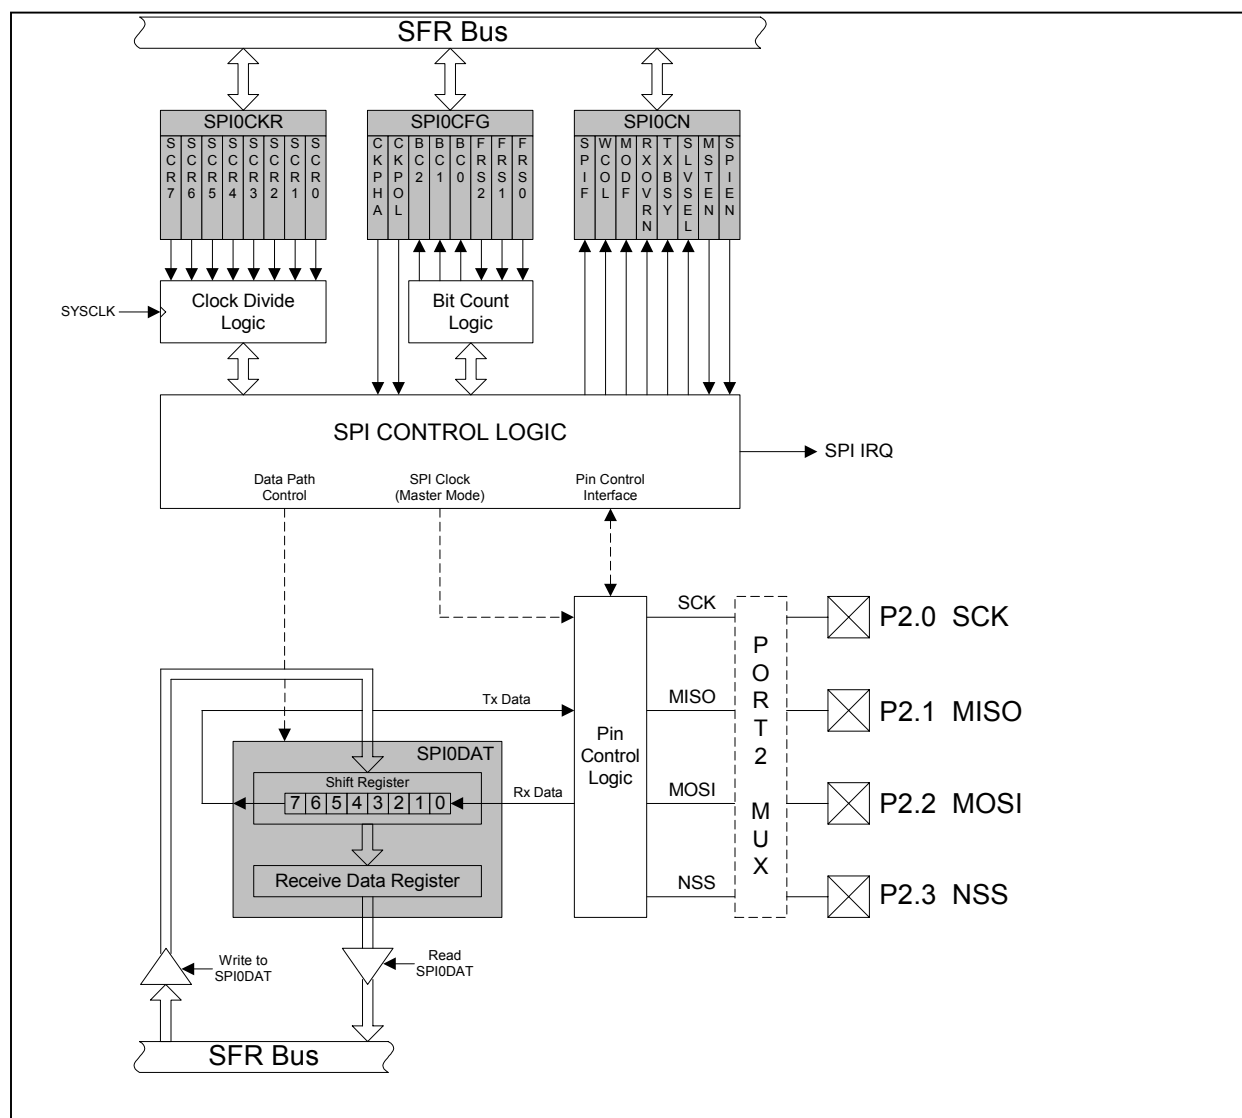 SFR Bus
SPI0CKR
SCR7
SCR6
SCR5
SCR4
SCR3
SCR2
SCR1
SCR0
SPI0CFG
CKPHA
CKPOL
BC2
BC1
BC0
FRS2
FRS1
FRS0
SPI0CN
SPIF
WCOL
MODF
RXOVRN
TXBSY
SLVSEL
MSTEN
SPIEN
SYSCLK
Clock Divide
Logic
Bit Count
Logic
SPI CONTROL LOGIC
SPI IRQ
Data Path
Control
SPI Clock
(Master Mode)
Pin Control
Interface
SCK
MISO
MOSI
NSS
Pin
Control
Logic
PORT2
MUX
P2.0 SCK
P2.1 MISO
P2.2 MOSI
P2.3 NSS
Tx Data
SPI0DAT
Shift Register
7 6 5 4 3 2 1 0
Rx Data
Receive Data Register
Write to
SPI0DAT
Read
SPI0DAT
SFR Bus